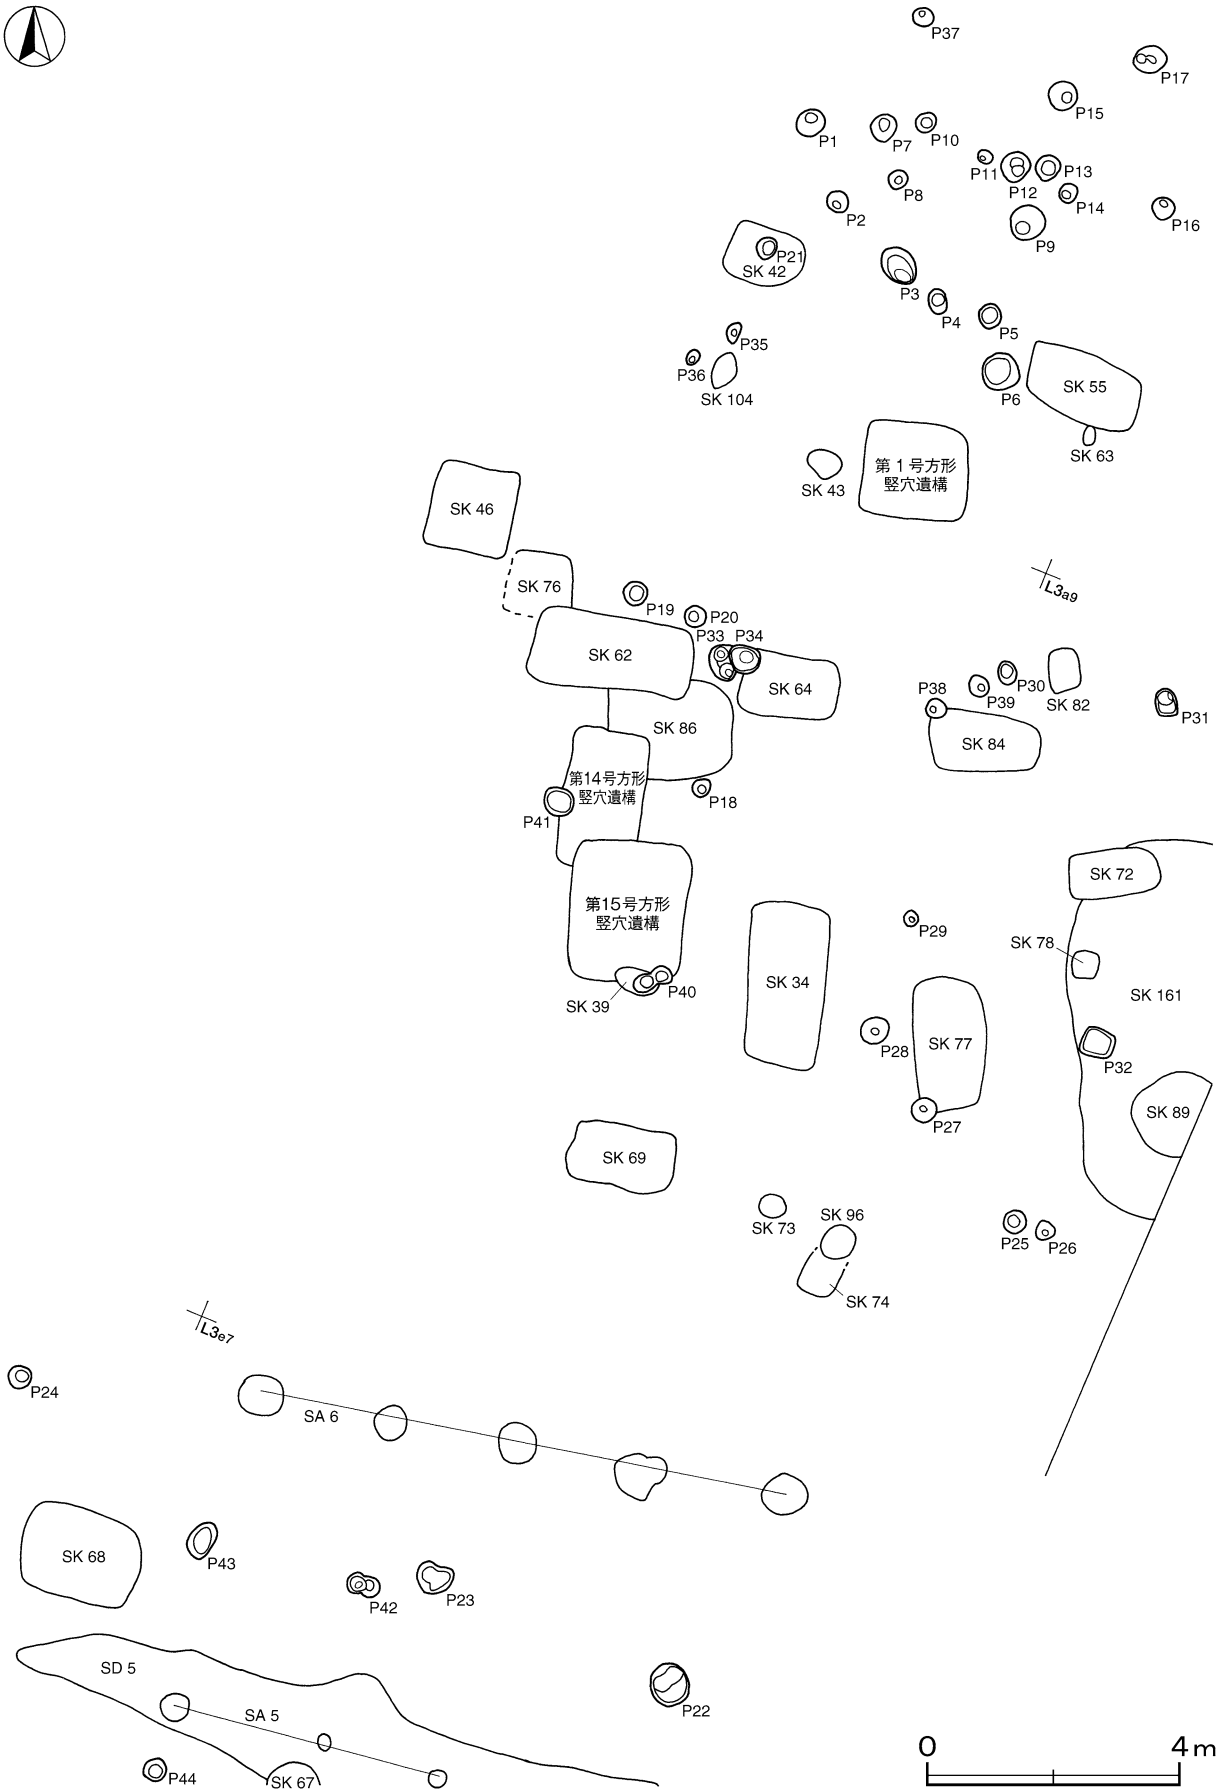 P37
P17
P15
P1
P7
P10
P11
P12
P13
P14
P8
P2
P16
P9
P21
SK 42
P3
P4
P5
P35
P36
SK 104
P6
SK 55
SK 63
SK 43
第 1 号方形
竪穴遺構
SK 46
SK 76
L3a9
P19
P20
P33
P34
SK 62
SK 64
SK 86
P38
P39
P30
SK 82
P31
SK 84
第14号方形
竪穴遺構
P18
P41
SK 72
第15号方形
竪穴遺構
P29
SK 78
SK 34
SK 161
P40
SK 39
P28
SK 77
P32
P27
SK 89
SK 69
SK 73
SK 96
P25
P26
SK 74
L3e7
P24
SA 6
SK 68
P43
P42
P23
SD 5
SA 5
P22
P44
SK 67
0
4m